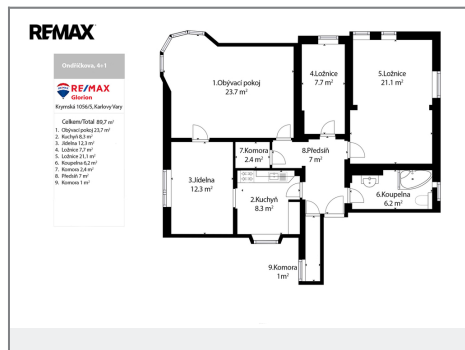 RE/MAX
Ondříčkova, 4+1
RE/MAX
Glorion
Krymská 1056/5, Karlovy Vary
Celkem/Total 89,7 m²
1. Obývací pokoj 23,7 m²
2. Kuchyň 8,3 m²
3. Jídelna 12,3 m²
4. Ložnice 7,7 m²
5. Ložnice 21,1 m²
6. Koupelna 6,2 m²
7. Komora 2,4 m²
8. Předsíň 7 m²
9. Komora 1 m²
1.Obývací pokoj
23.7 m²
4.Ložnice
7.7 m²
5.Ložnice
21.1 m²
7.Komora
2.4 m²
8.Předsíň
7 m²
3.Jídelna
12.3 m²
2.Kuchyň
8.3 m²
6.Koupelna
6.2 m²
9.Komora
1m²